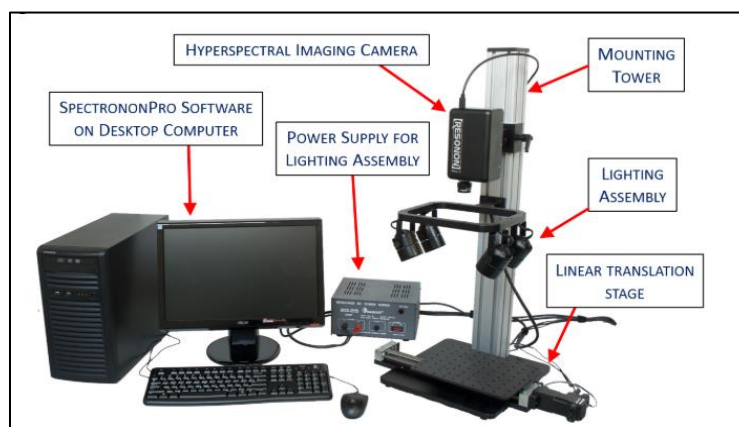 HYPERSPECTRAL IMAGING CAMERA
MOUNTING
TOWER
SPECTRONONPRO SOFTWARE
ON DESKTOP COMPUTER
POWER SUPPLY FOR
LIGHTING ASSEMBLY
[RESONON]
LIGHTING
ASSEMBLY
LINEAR TRANSLATION
STAGE